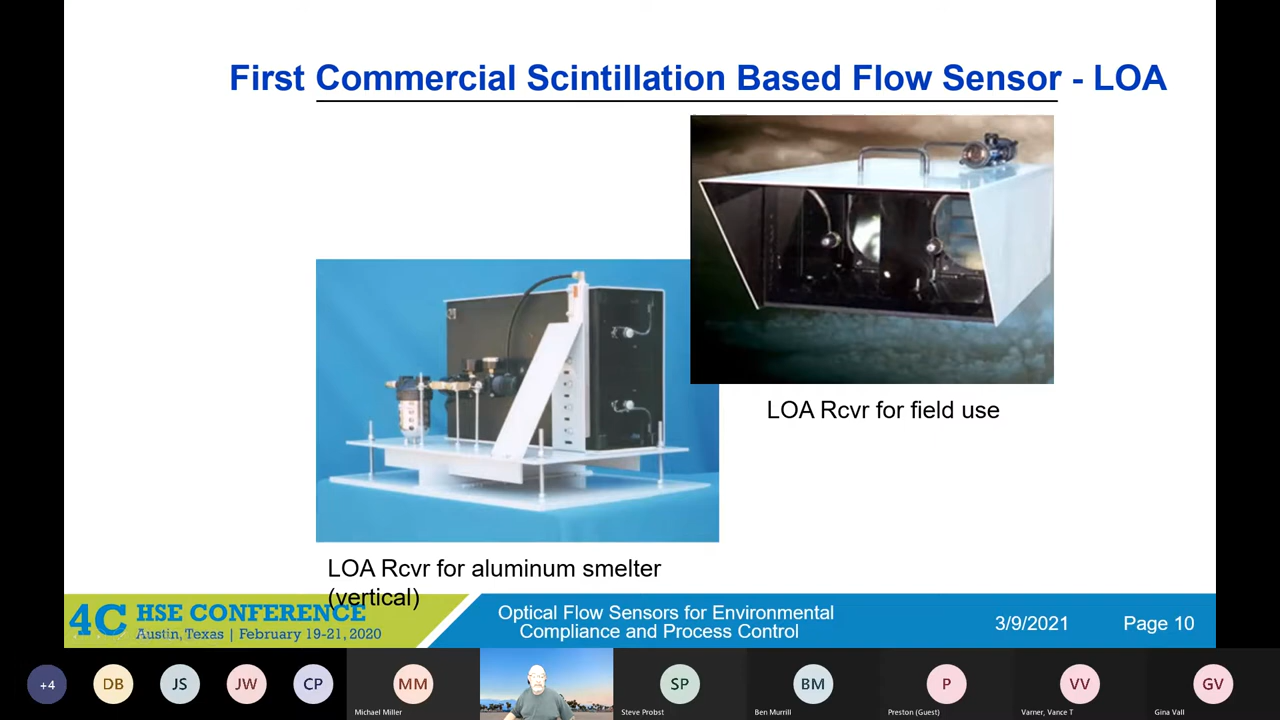 First Commercial Scintillation Based Flow Sensor - LOA
LOA Rcvr for field use
LOA Rcvr for aluminum smelter
(vertical)
4C HSE CONFERENCE
Austin, Texas | February 19-21, 2020
Optical Flow Sensors for Environmental
Compliance and Process Control
3/9/2021
Page 10
+4
DB
JS
JW
CP
MM
Michael Miller
SP
Steve Probst
BM
Ben Murrill
P
Preston (Guest)
VV
Varner, Vance T
GV
Gina Vall